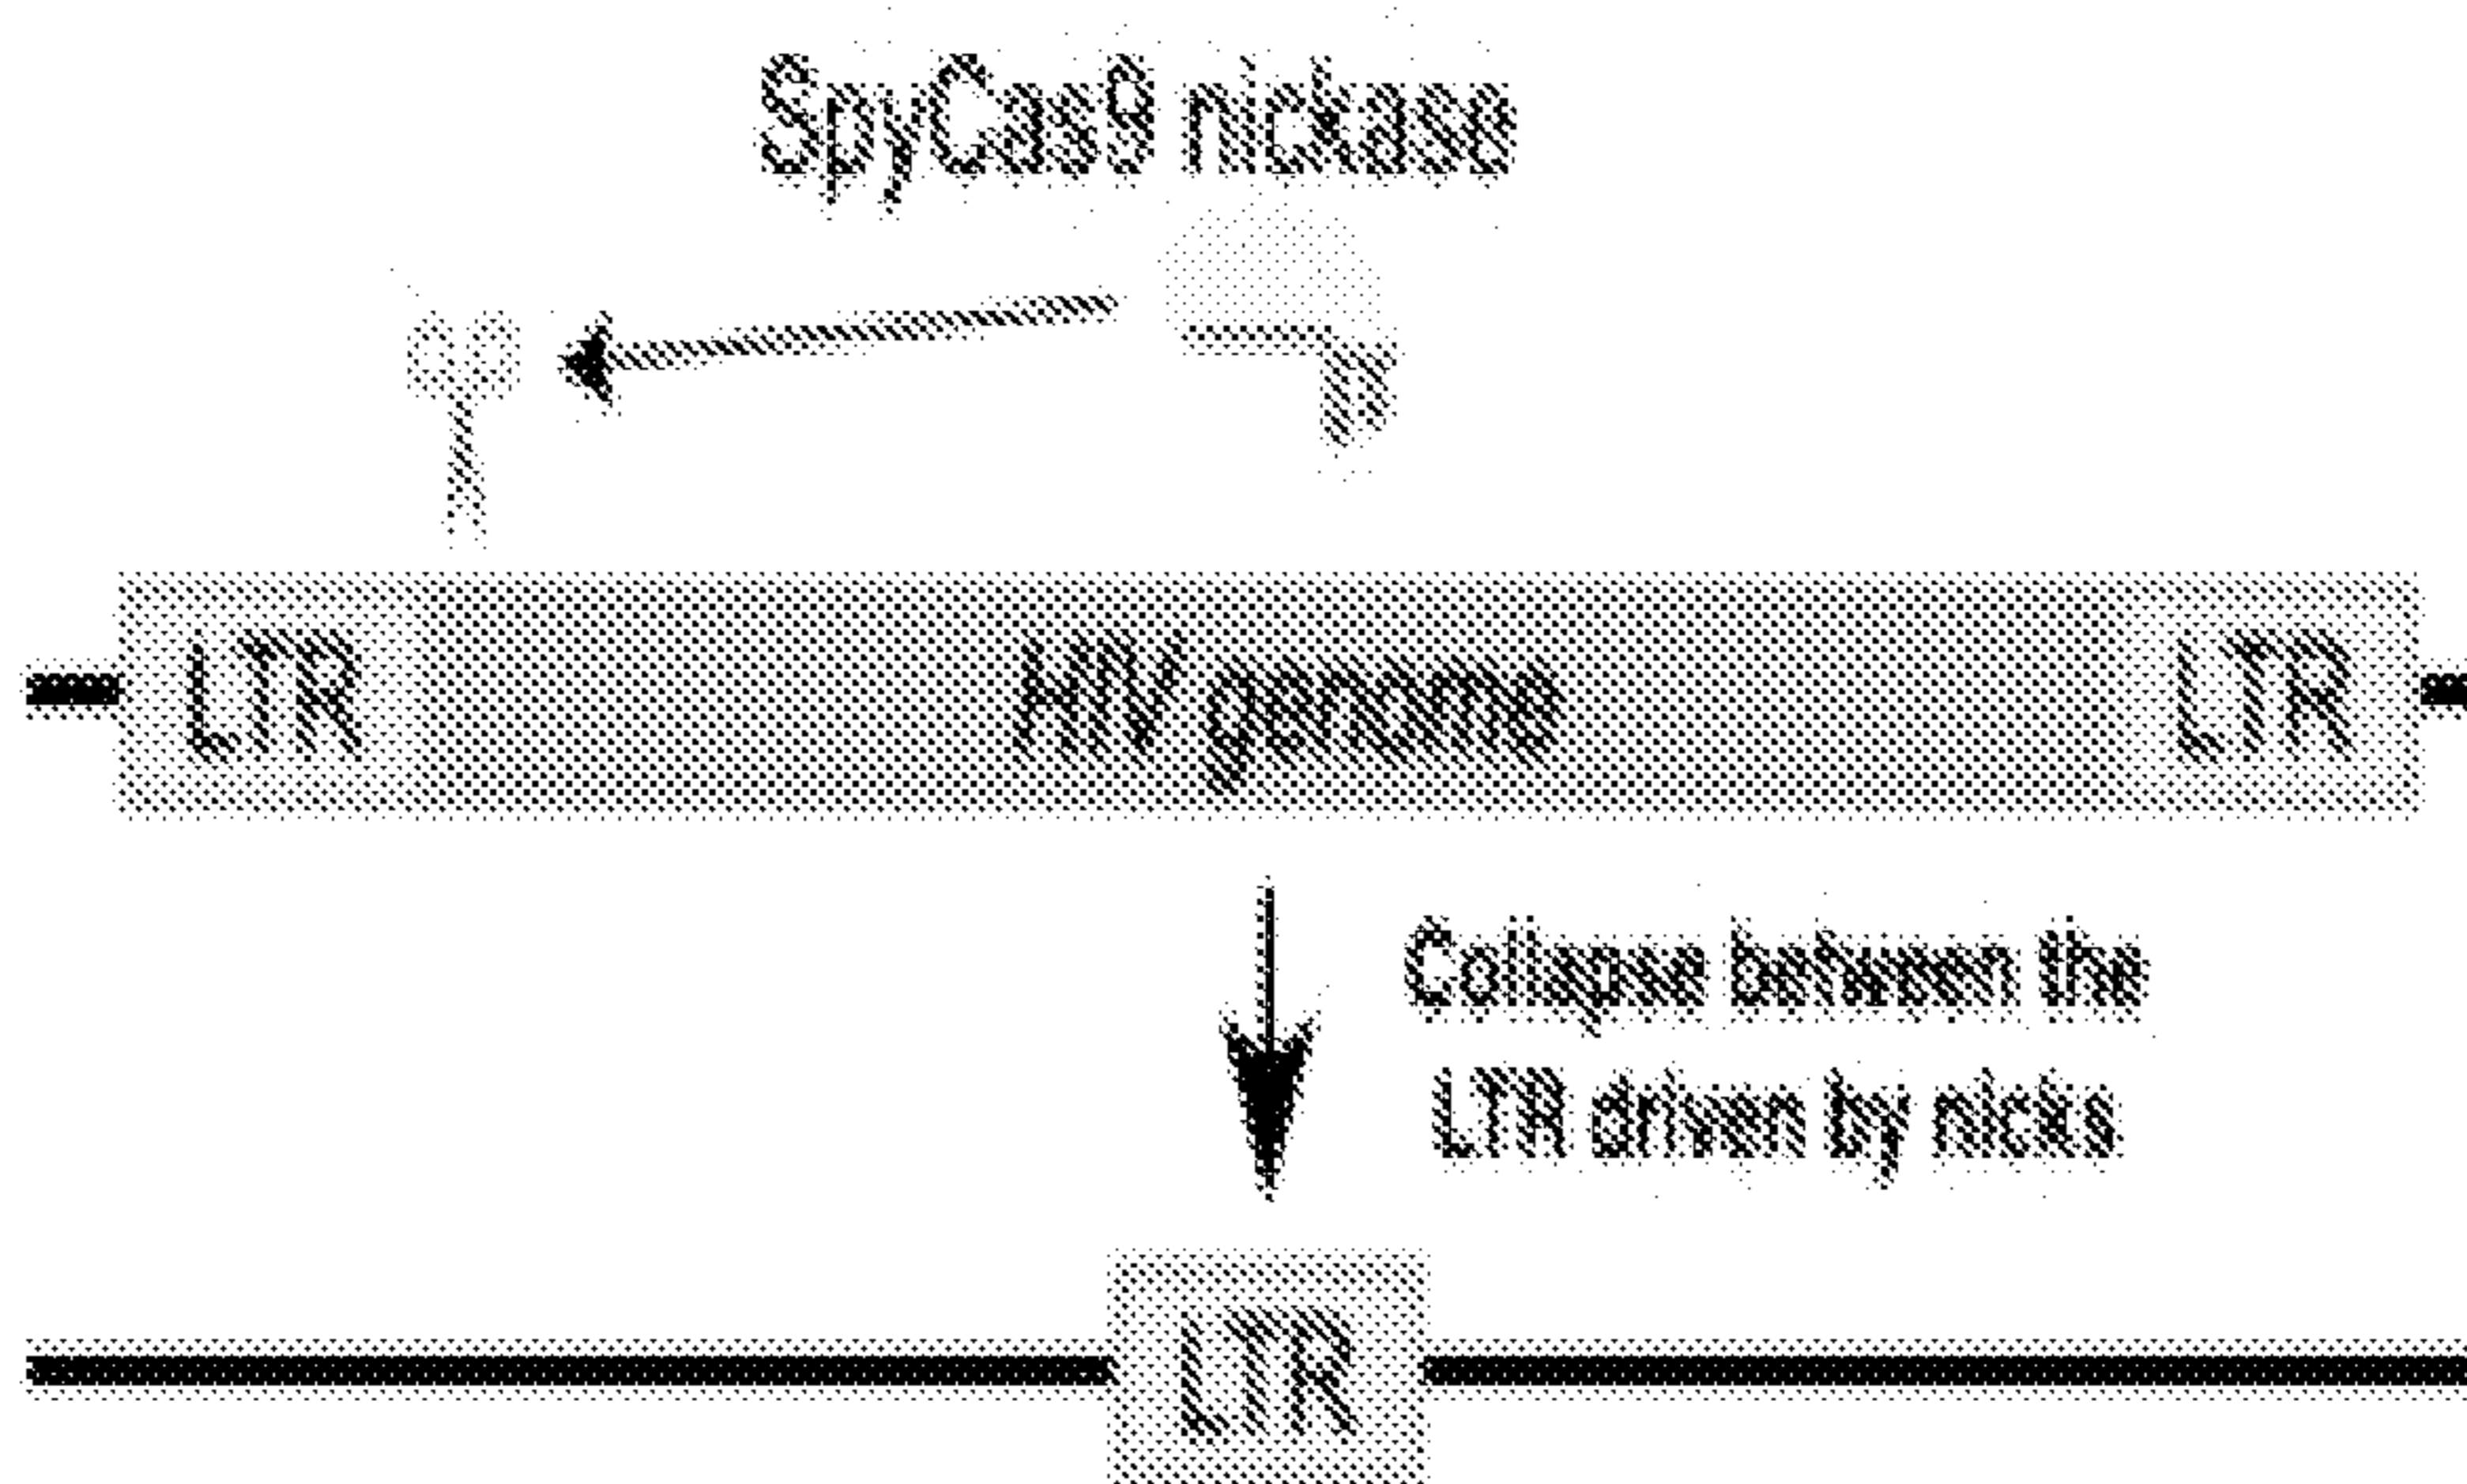 SpyCas9 nickase
LTR
HIV genome
LTR
Collapse between the
LTR driven by nicks
LTR